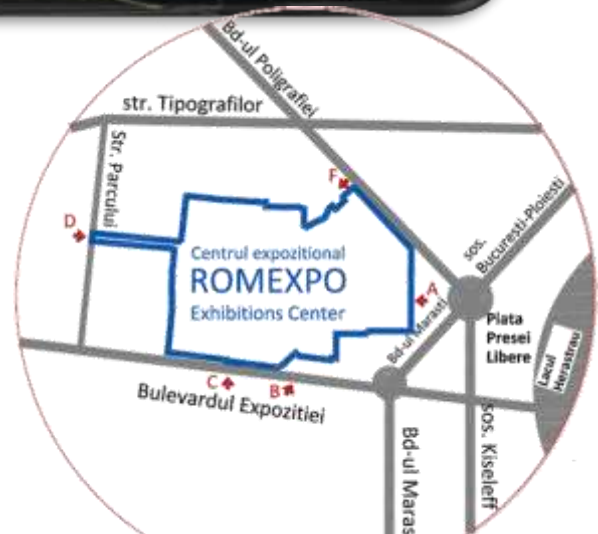 Bd-ul Poligrafiei
str. Tipografilor
Str. Parcului
F
D
sos.
Bucuresti-Ploiesti
Centrul expozitional
ROMEXPO
Exhibitions Center
A
Bd-ul Marasti
Piata
Presei
Libere
Lacul
Herastrau
C
B
Bulevardul Expozitiei
Bd-ul Maras
sos. Kiseleff